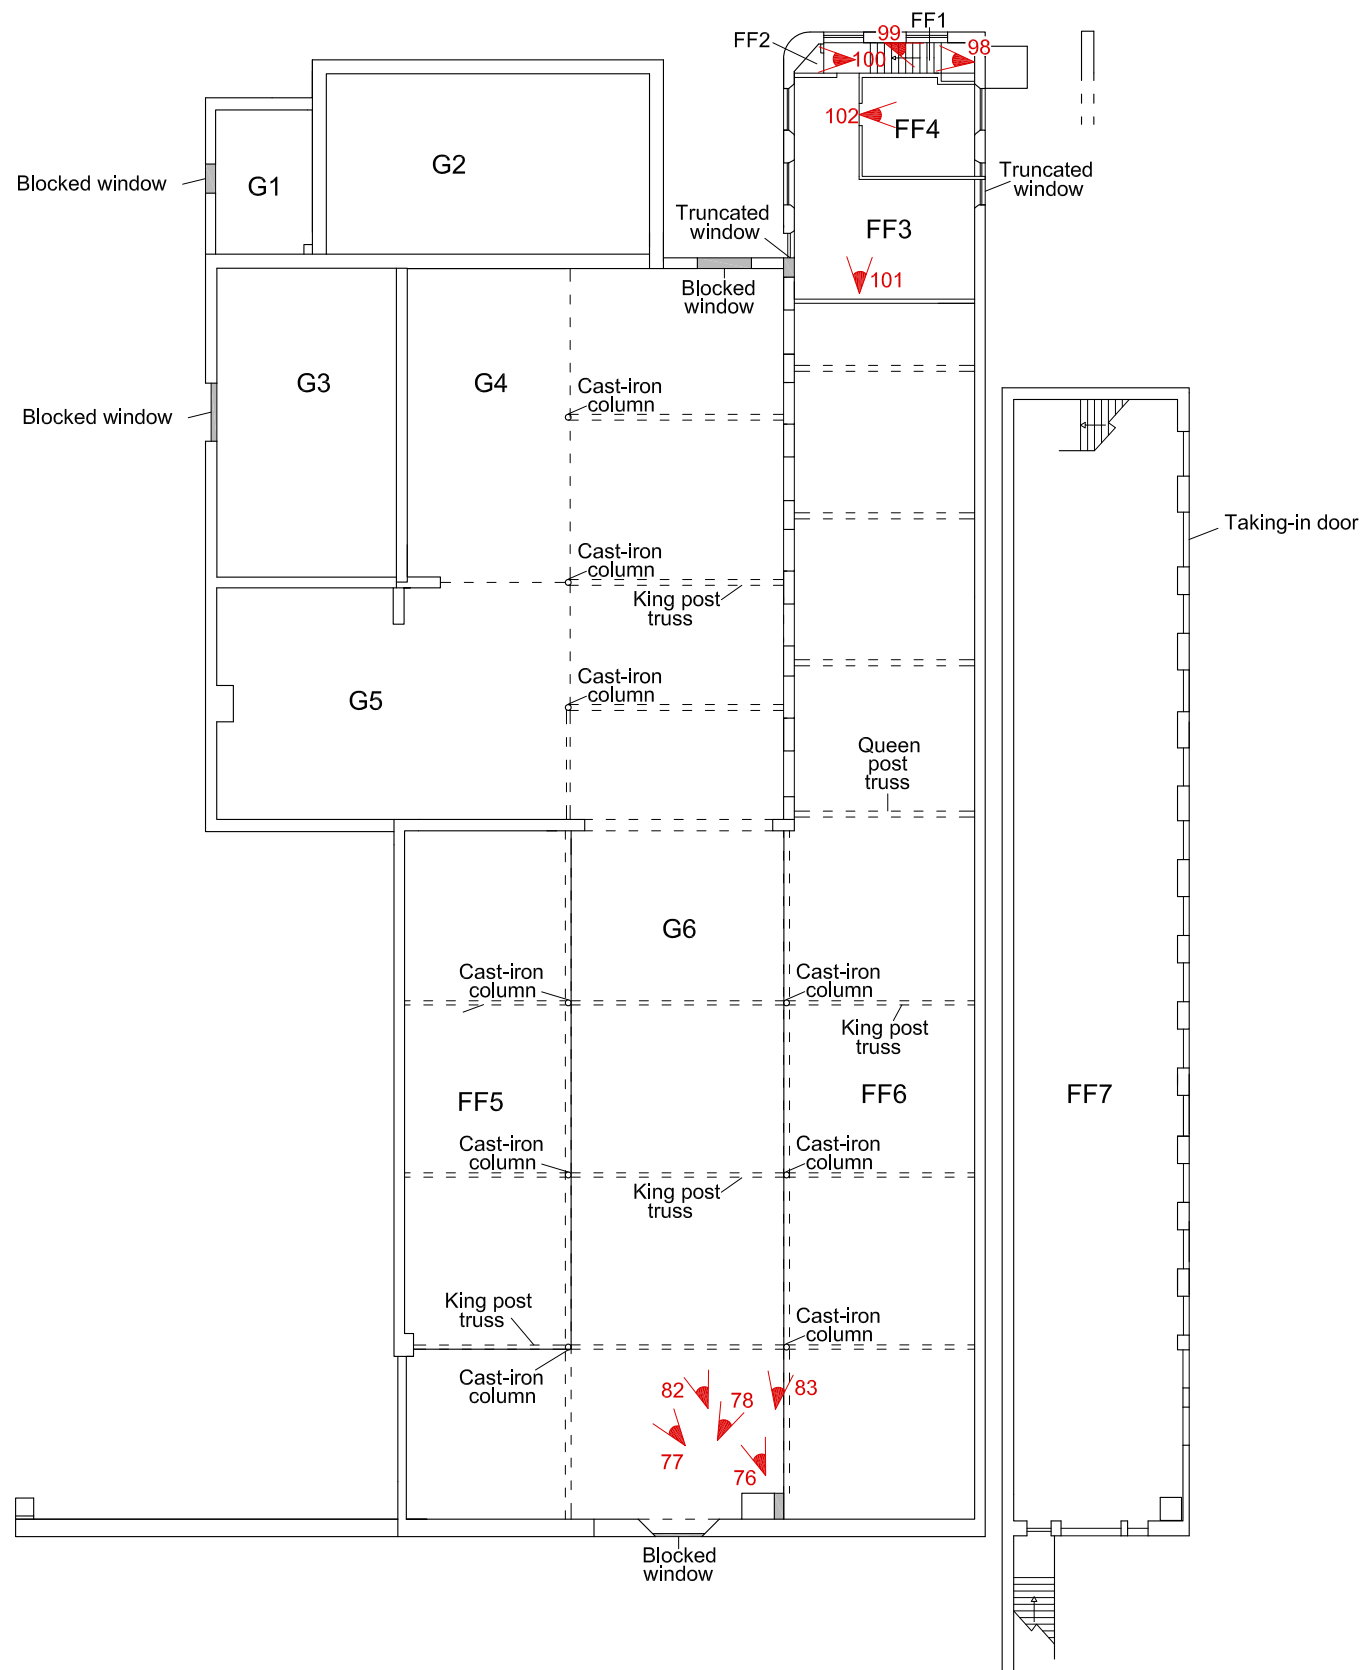 FF1
FF2
99
98
100
102
FF4
G2
G1
Blocked window
Truncated
window
Truncated
window
FF3
101
Blocked
window
G3
G4
Cast-iron
column
Blocked window
Taking-in door
Cast-iron
column
King post
truss
Cast-iron
column
G5
Queen
post
truss
G6
Cast-iron
column
Cast-iron
column
King post
truss
FF5
FF6
FF7
Cast-iron
column
Cast-iron
column
King post
truss
King post
truss
Cast-iron
column
Cast-iron
column
82
83
78
77
76
Blocked
window